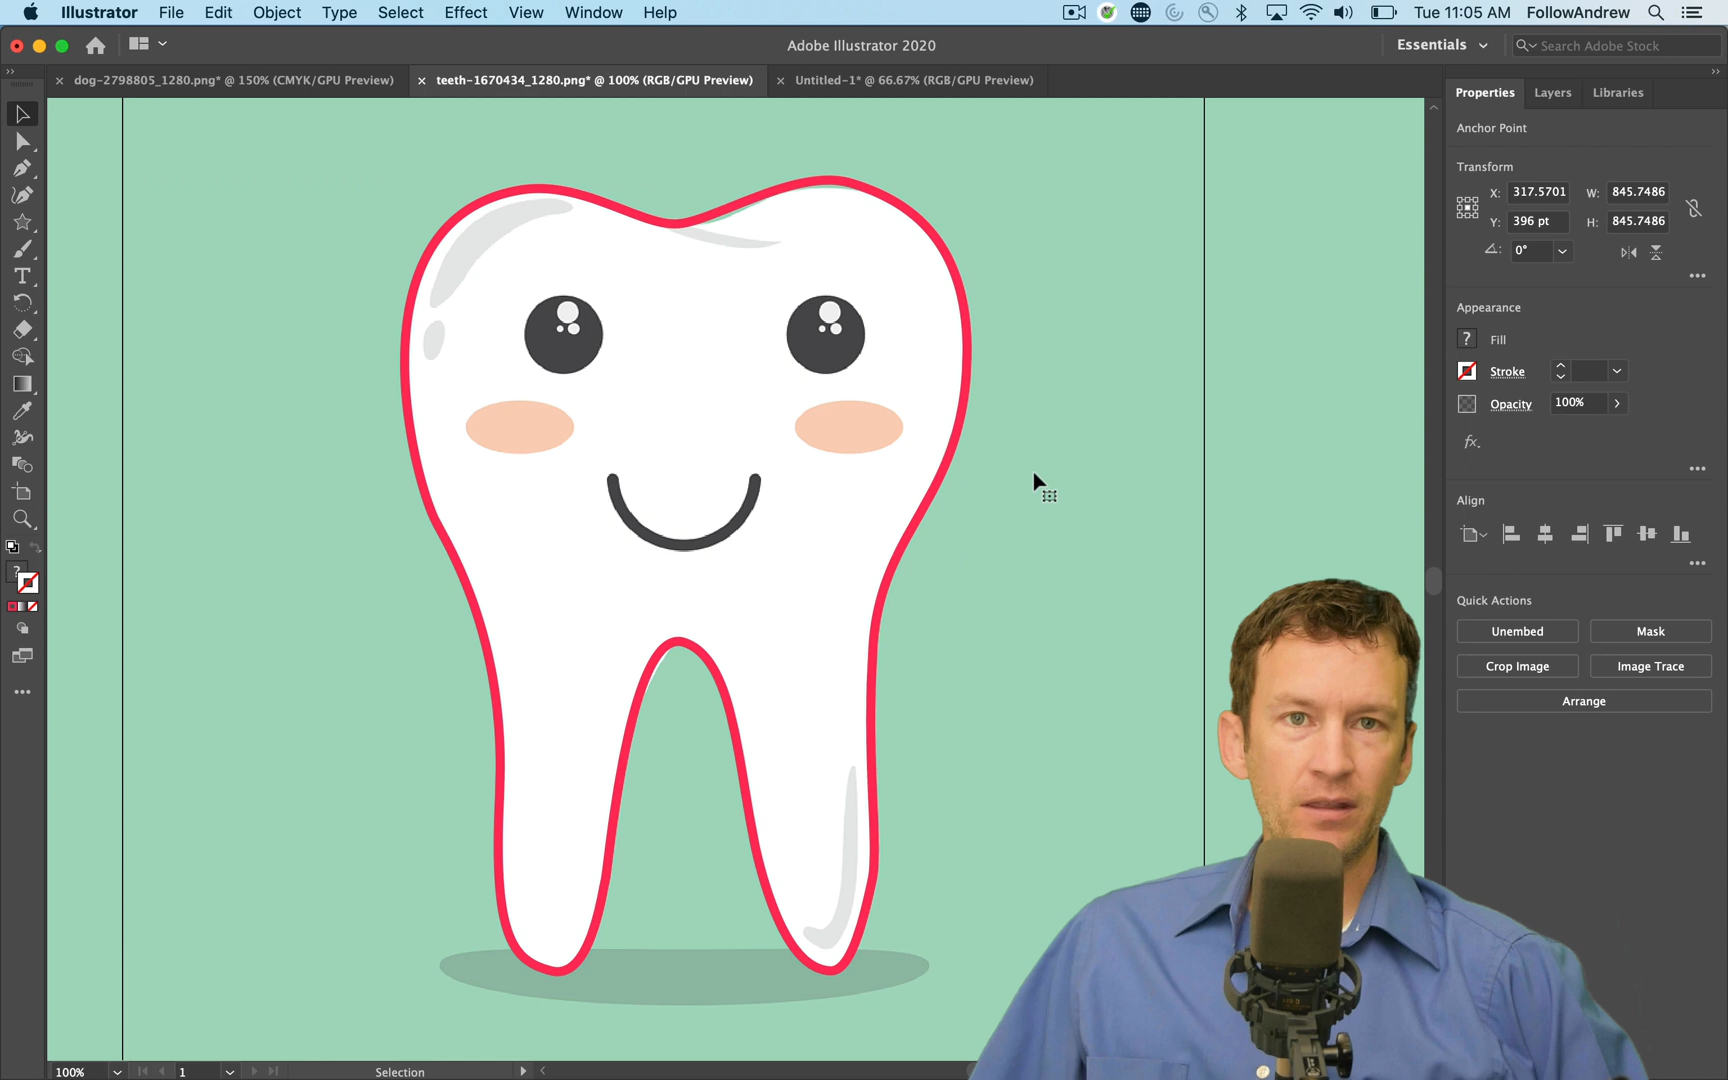 Illustrator File Edit Object Type Select Effect View Window Help
Tue 11:05 AM FollowAndrew
Adobe Illustrator 2020
Essentials
Search Adobe Stock
dog-2798805_1280.png* @ 150% (CMYK/GPU Preview)
teeth-1670434_1280.png* @ 100% (RGB/GPU Preview)
Untitled-1* @ 66.67% (RGB/GPU Preview)
Properties Layers Libraries
Anchor Point
Transform
X: 317.5701 W: 845.7486
Y: 396 pt H: 845.7486
0°
Appearance
? Fill
Stroke
Opacity 100%
fx.
Align
Quick Actions
Unembed Mask
Crop Image Image Trace
Arrange
100% 1 Selection